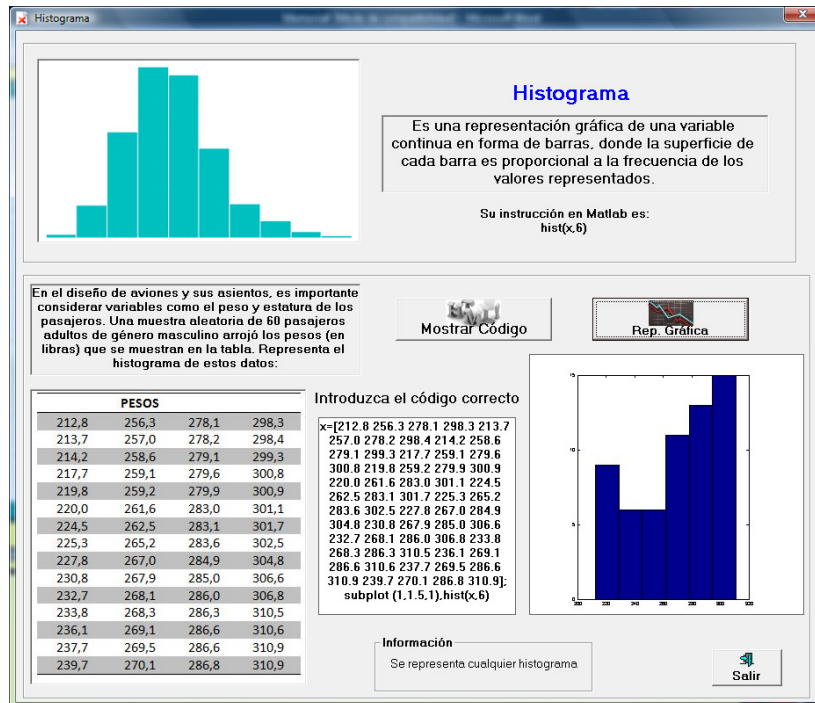 Histograma
Histograma
Es una representación gráfica de una variable
continua en forma de barras, donde la superficie de
cada barra es proporcional a la frecuencia de los
valores representados.
Su instrucción en Matlab es:
hist(x,6)
En el diseño de aviones y sus asientos, es importante
considerar variables como el peso y estatura de los
pasajeros. Una muestra aleatoria de 60 pasajeros
adultos de género masculino arrojó los pesos (en
libras) que se muestran en la tabla. Representa el
histograma de estos datos:
Mostrar Código
Rep. Gráfica
PESOS
212,8 256,3 278,1 298,3
213,7 257,0 278,2 298,4
214,2 258,6 279,1 299,3
217,7 259,1 279,6 300,8
219,8 259,2 279,9 300,9
220,0 261,6 283,0 301,1
224,5 262,5 283,1 301,7
225,3 265,2 283,6 302,5
227,8 267,0 284,9 304,8
230,8 267,9 285,0 306,6
232,7 268,1 286,0 306,8
233,8 268,3 286,3 310,5
236,1 269,1 286,6 310,6
237,7 269,5 286,6 310,9
239,7 270,1 286,8 310,9
Introduzca el código correcto
x=[212.8 256.3 278.1 298.3 213.7
257.0 278.2 298.4 214.2 258.6
279.1 299.3 217.7 259.1 279.6
300.8 219.8 259.2 279.9 300.9
220.0 261.6 283.0 301.1 224.5
262.5 283.1 301.7 225.3 265.2
283.6 302.5 227.8 267.0 284.9
304.8 230.8 267.9 285.0 306.6
232.7 268.1 286.0 306.8 233.8
268.3 286.3 310.5 236.1 269.1
286.6 310.6 237.7 269.5 286.6
310.9 239.7 270.1 286.8 310.9];
subplot (1,1.5,1),hist(x,6)
Información
Se representa cualquier histograma
Salir